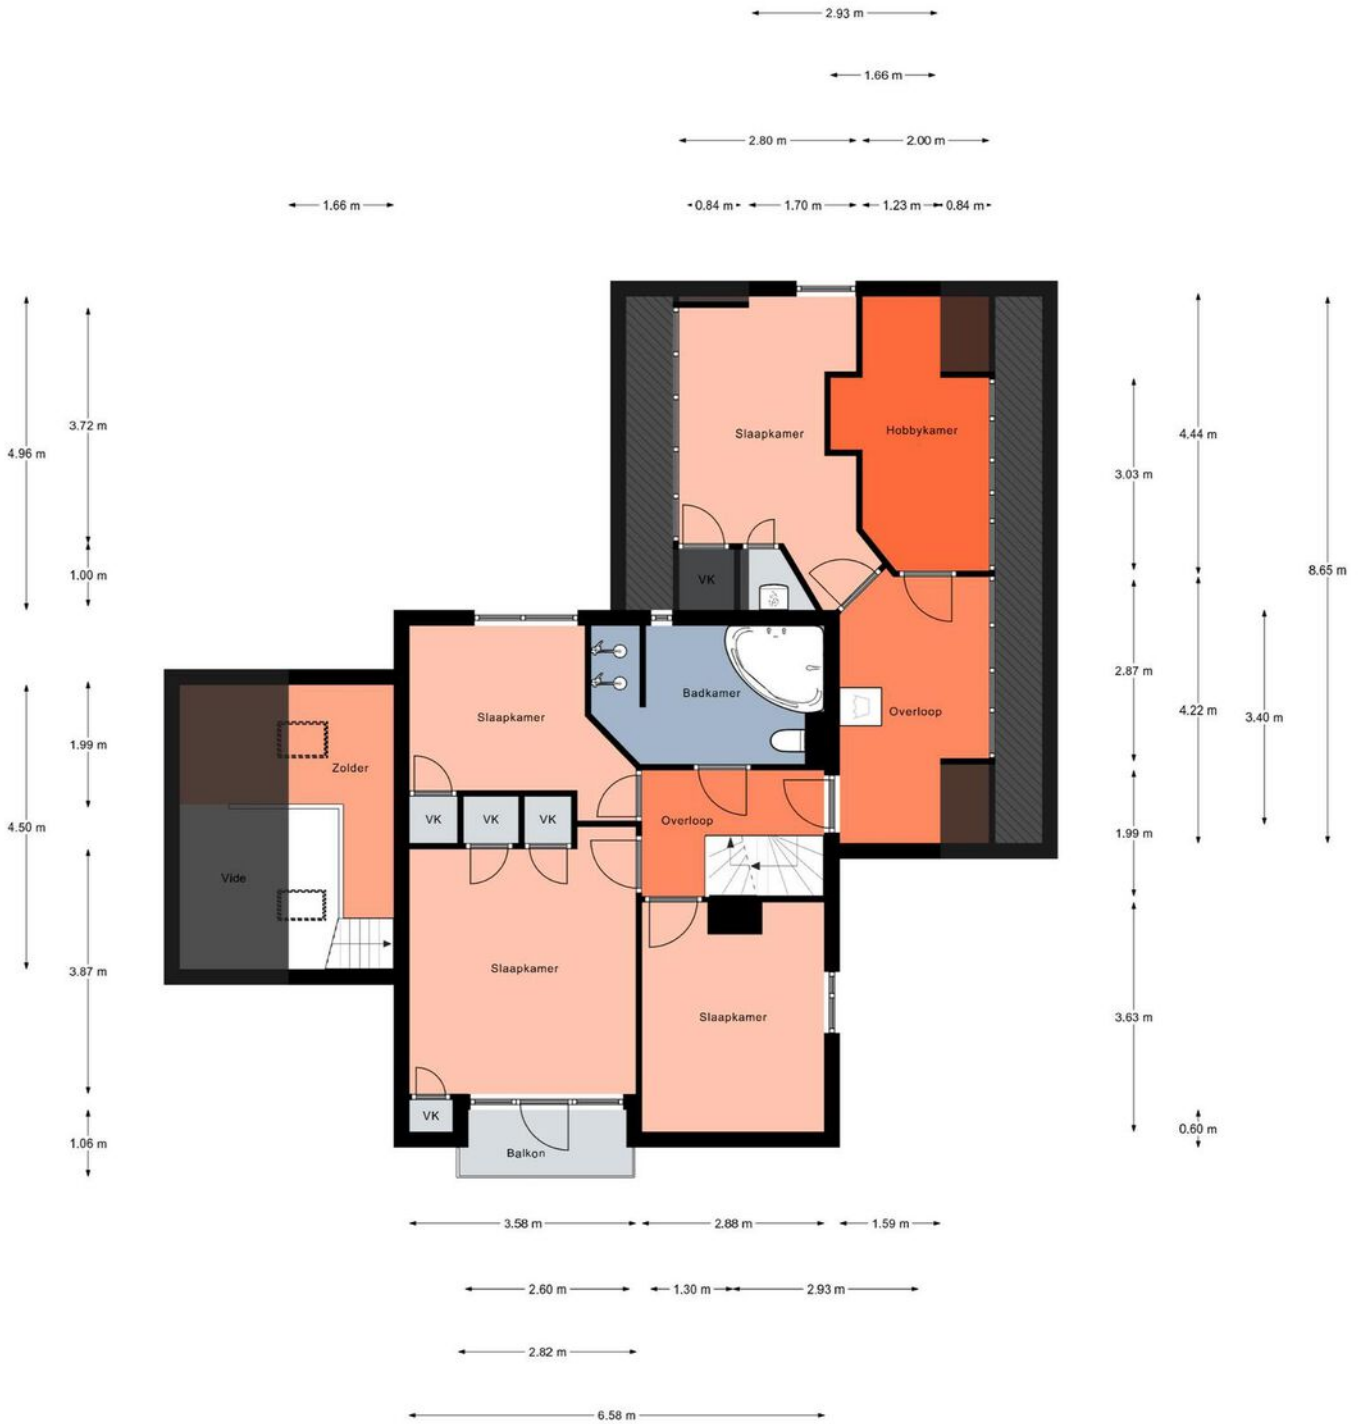 2.93 m
1.66 m
2.80 m 2.00 m
1.66 m 0.84 m 1.70 m 1.23 m 0.84 m
3.72 m
4.96 m
1.00 m
1.99 m
4.50 m
3.87 m
1.06 m
Slaapkamer
Hobbykamer
VK
Slaapkamer
Badkamer
Overloop
Zolder
Vide
VK
VK
VK
Overloop
Slaapkamer
Slaapkamer
VK
Balkon
4.44 m
3.03 m
8.65 m
2.87 m
4.22 m
3.40 m
1.99 m
3.63 m
0.60 m
3.58 m 2.88 m 1.59 m
2.60 m 1.30 m 2.93 m
2.82 m
6.58 m